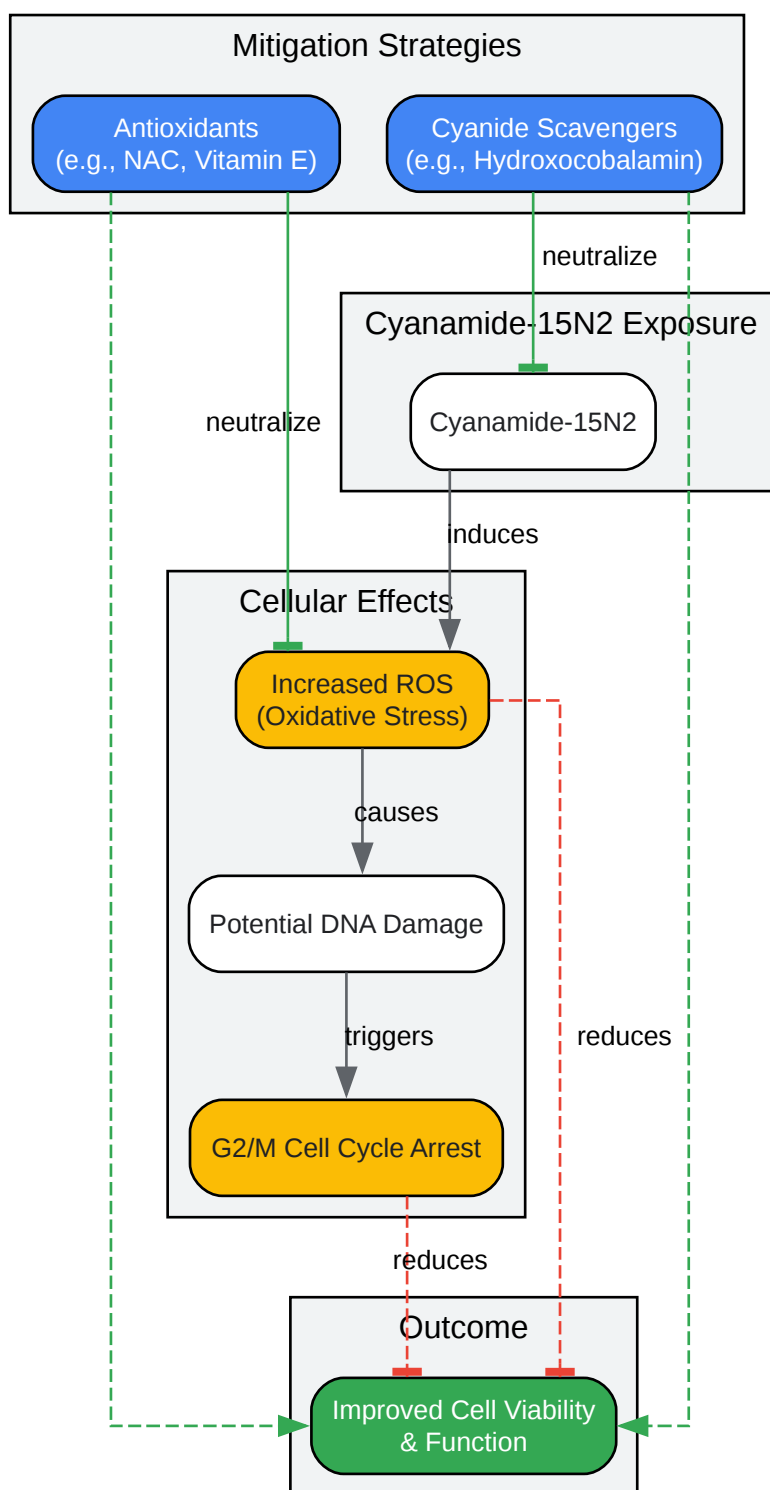 Mitigation Strategies
Antioxidants
(e.g., NAC, Vitamin E)
Cyanide Scavengers
(e.g., Hydroxocobalamin)
neutralize
Cyanamide-15N2 Exposure
Cyanamide-15N2
neutralize
induces
Cellular Effects
Increased ROS
(Oxidative Stress)
causes
Potential DNA Damage
triggers
reduces
G2/M Cell Cycle Arrest
reduces
Outcome
Improved Cell Viability
& Function